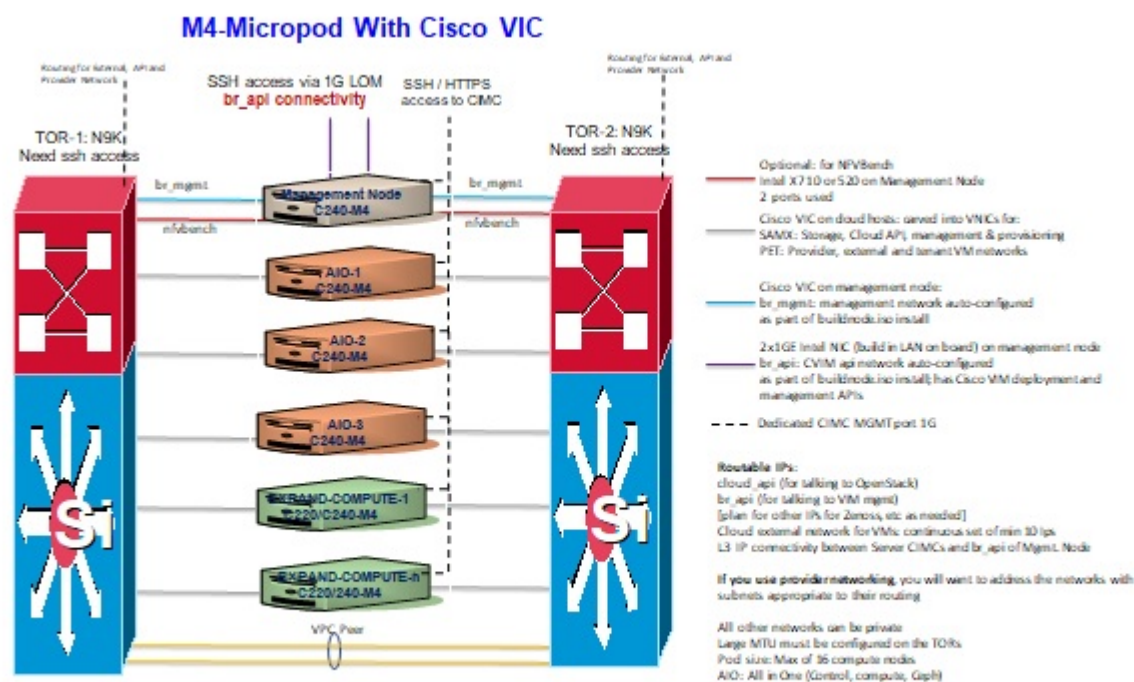 M4-Micropod With Cisco VIC
Routing for External, API and
Provider Network
SSH access via 1G LOM
br_api connectivity
SSH / HTTPS
access to CIMC
Routing for External, API and
Provider Network
TOR-1: N9K
Need ssh access
TOR-2: N9K
Need ssh access
br_mgmt
Management Node
C240-M4
br_mgmt
nfvbench
nfvbench
AIO-1
C240-M4
AIO-2
C240-M4
AIO-3
C240-M4
EXPAND-COMPUTE-1
C220/C240-M4
EXPAND-COMPUTE-n
C220/240-M4
Si
Si
VPC Peer
Optional: for NFVBench
Intel X710 or 520 on Management Node
2 ports used
Cisco VIC on cloud hosts: carved into VNICs for:
SAMX: Storage, Cloud API, management & provisioning
PET: Provider, external and tenant VM networks
Cisco VIC on management node:
br_mgmt: management network auto-configured
as part of buildnode.iso install
2x1GE Intel NIC (build in LAN on board) on management node
br_api: CVIM api network auto-configured
as part of buildnode.iso install; has Cisco VIM deployment and
management APIs
Dedicated CIMC MGMT port 1G
Routable IPs:
cloud_api (for talking to OpenStack)
br_api (for talking to VIM mgmt)
[plan for other IPs for Zenoss, etc as needed]
Cloud external network for VMs: continuous set of min 10 Ips
L3 IP connectivity between Server CIMCs and br_api of Mgmt. Node
If you use provider networking, you will want to address the networks with
subnets appropriate to their routing
All other networks can be private
Large MTU must be configured on the TORs
Pod size: Max of 16 compute nodes
AIO: All in One (Control, compute, Ceph)